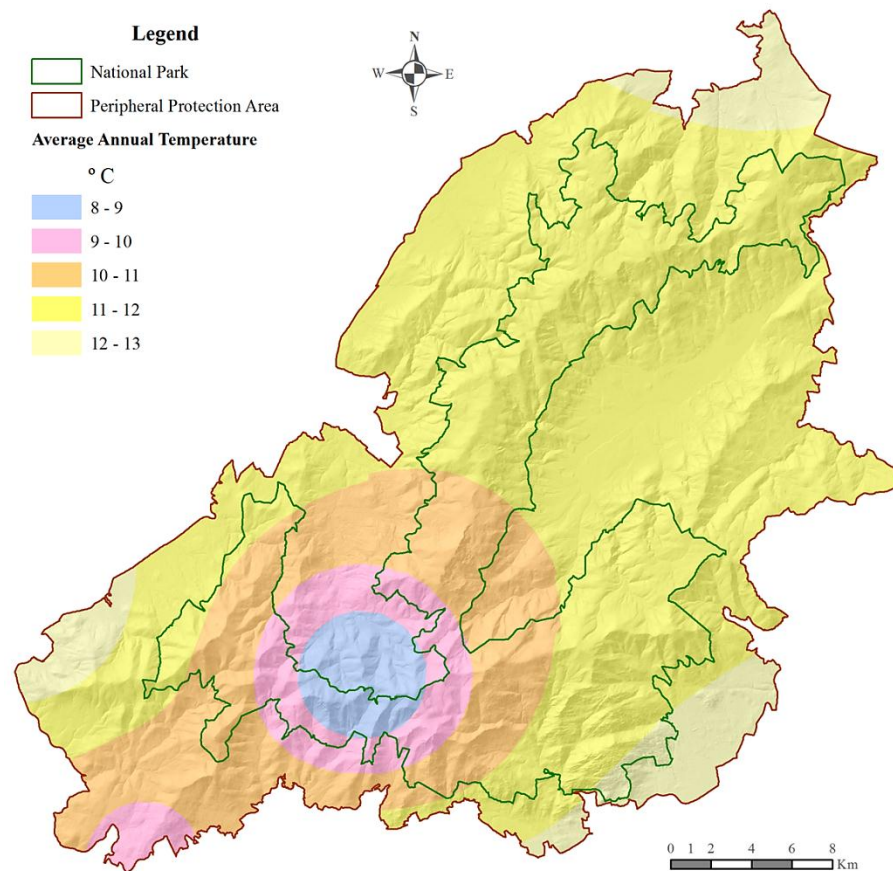 Legend
National Park
Peripheral Protection Area
Average Annual Temperature
º C
8 - 9
9 - 10
10 - 11
11 - 12
12 - 13
N
W E
S
0 1 2 4 6 8
Km